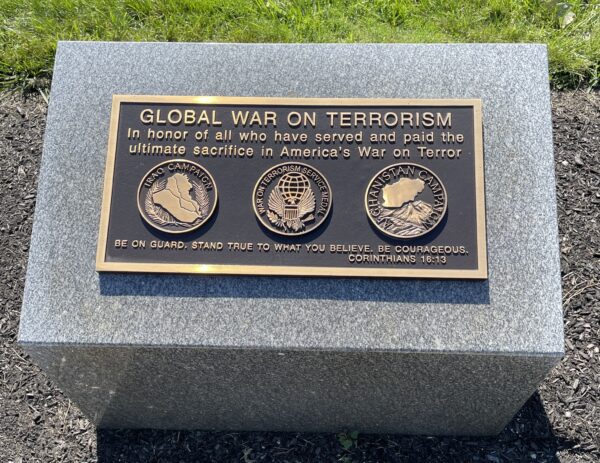 GLOBAL WAR ON TERRORISM
In honor of all who have served and paid the
ultimate sacrifice in America's War on Terror
IRAQ CAMPAIGN
WAR ON TERRORISM SERVICE MEDAL
AFGHANISTAN CAMPAIGN
BE ON GUARD. STAND TRUE TO WHAT YOU BELIEVE. BE COURAGEOUS.
CORINTHIANS 16:13